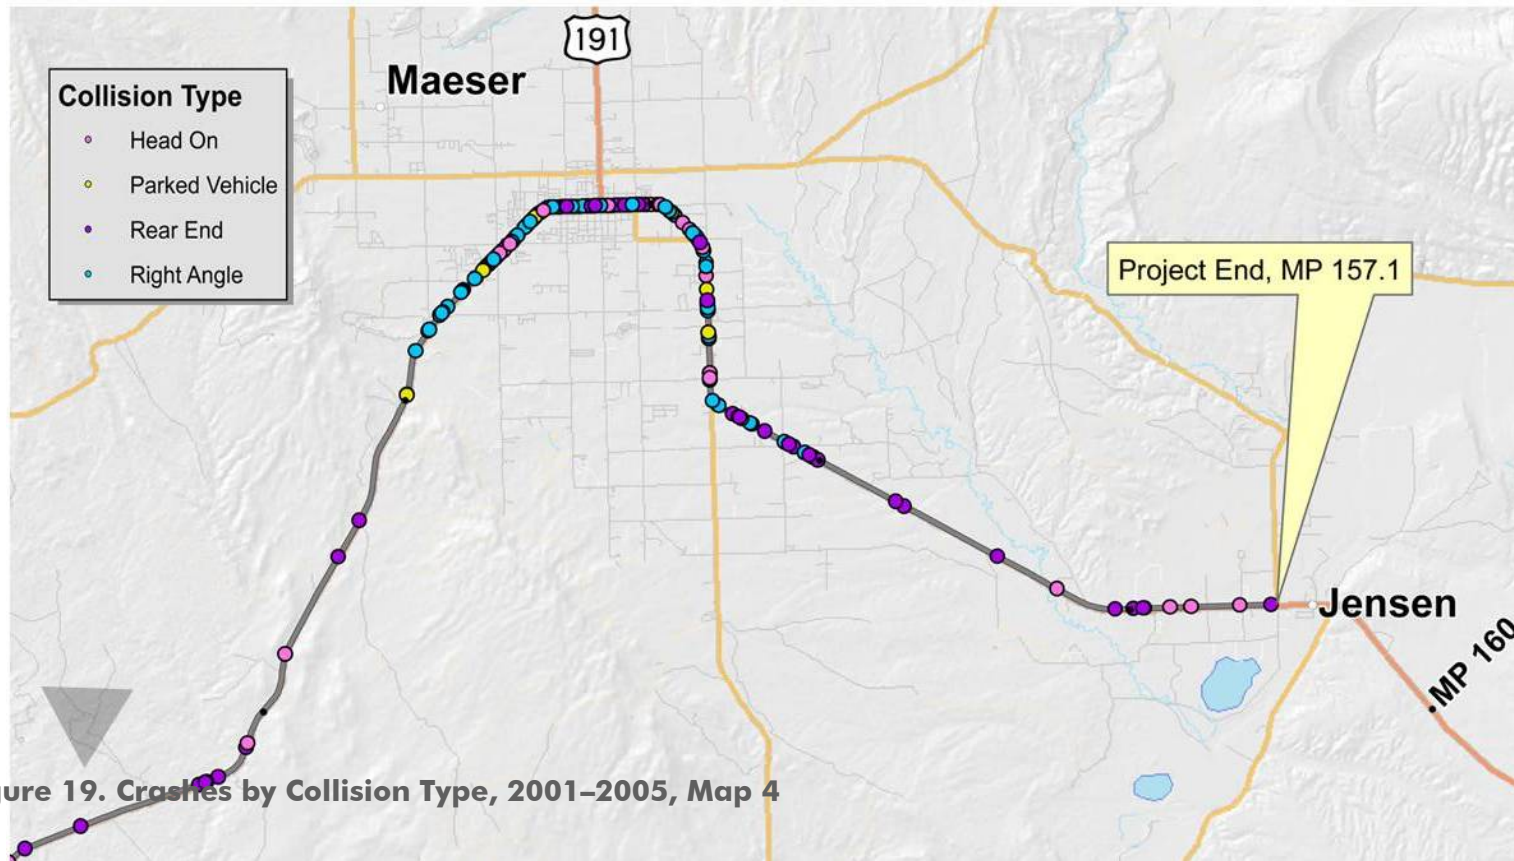 191
Maeser
Collision Type
Head On
Parked Vehicle
Rear End
Right Angle
Project End, MP 157.1
Jensen
MP 160
gure 19. Crashes by Collision Type, 2001–2005, Map 4